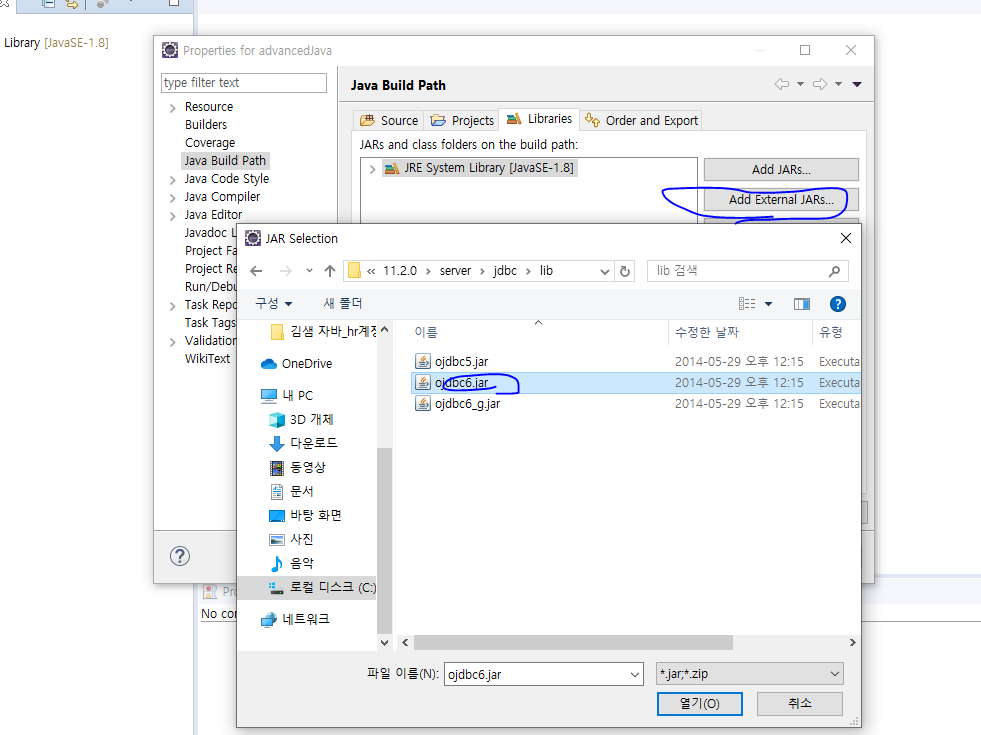 Library [JavaSE-1.8]
Properties for advancedJava
type filter text
Java Build Path
Resource
Builders
Coverage
Java Build Path
Java Code Style
Java Compiler
Java Editor
Javadoc L
Project Fa
Project Re
Run/Debu
Task Repo
Task Tags
Validation
WikiText
Source
Projects
Libraries
Order and Export
JARs and class folders on the build path:
JRE System Library [JavaSE-1.8]
Add JARs...
Add External JARs...
JAR Selection
« 11.2.0 › server › jdbc › lib
lib 검색
구성
새 폴더
김샘 자바_hr계정
OneDrive
내 PC
3D 개체
다운로드
동영상
문서
바탕 화면
사진
음악
로컬 디스크 (C:)
네트워크
이름 수정한 날짜 유형
ojdbc5.jar 2014-05-29 오후 12:15 Executa
ojdbc6.jar 2014-05-29 오후 12:15 Executa
ojdbc6_g.jar 2014-05-29 오후 12:15 Executa
No con
파일 이름(N): ojdbc6.jar *.jar;*.zip
열기(O) 취소